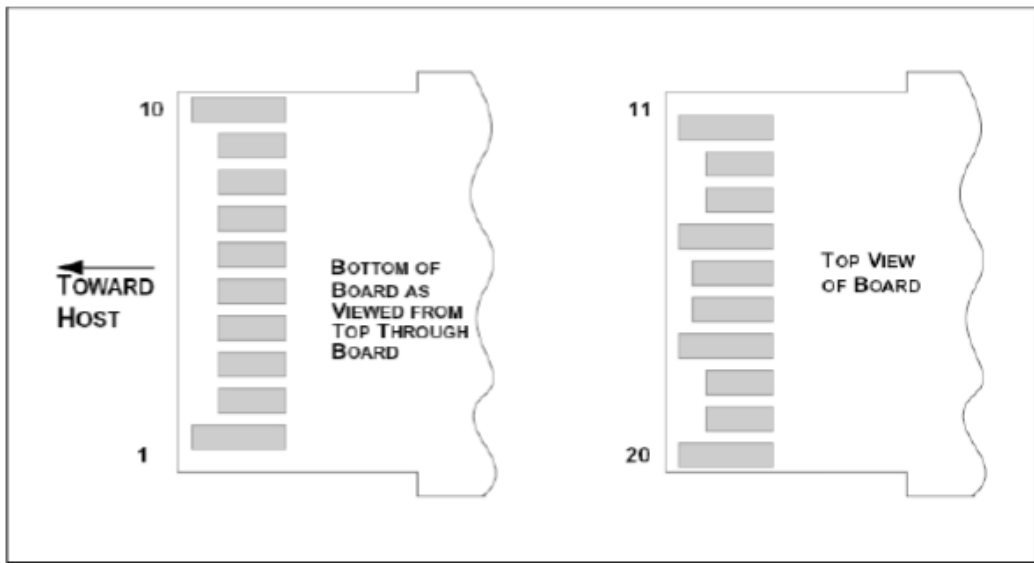 10
1
TOWARD
HOST
BOTTOM OF
BOARD AS
VIEWED FROM
TOP THROUGH
BOARD
11
20
TOP VIEW
OF BOARD